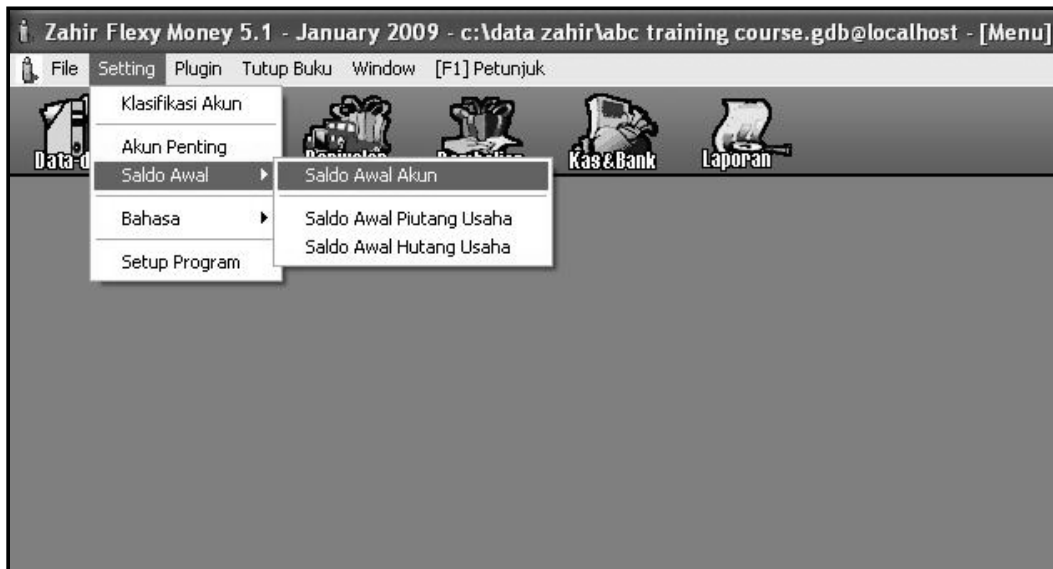 Zahir Flexy Money 5.1 - January 2009 - c:\data zahir\abc training course.gdb@localhost - [Menu]
File Setting Plugin Tutup Buku Window [F1] Petunjuk
Data-d Kas&Bank Laporan
Klasifikasi Akun
Akun Penting
Saldo Awal
Bahasa
Setup Program
Saldo Awal Akun
Saldo Awal Piutang Usaha
Saldo Awal Hutang Usaha